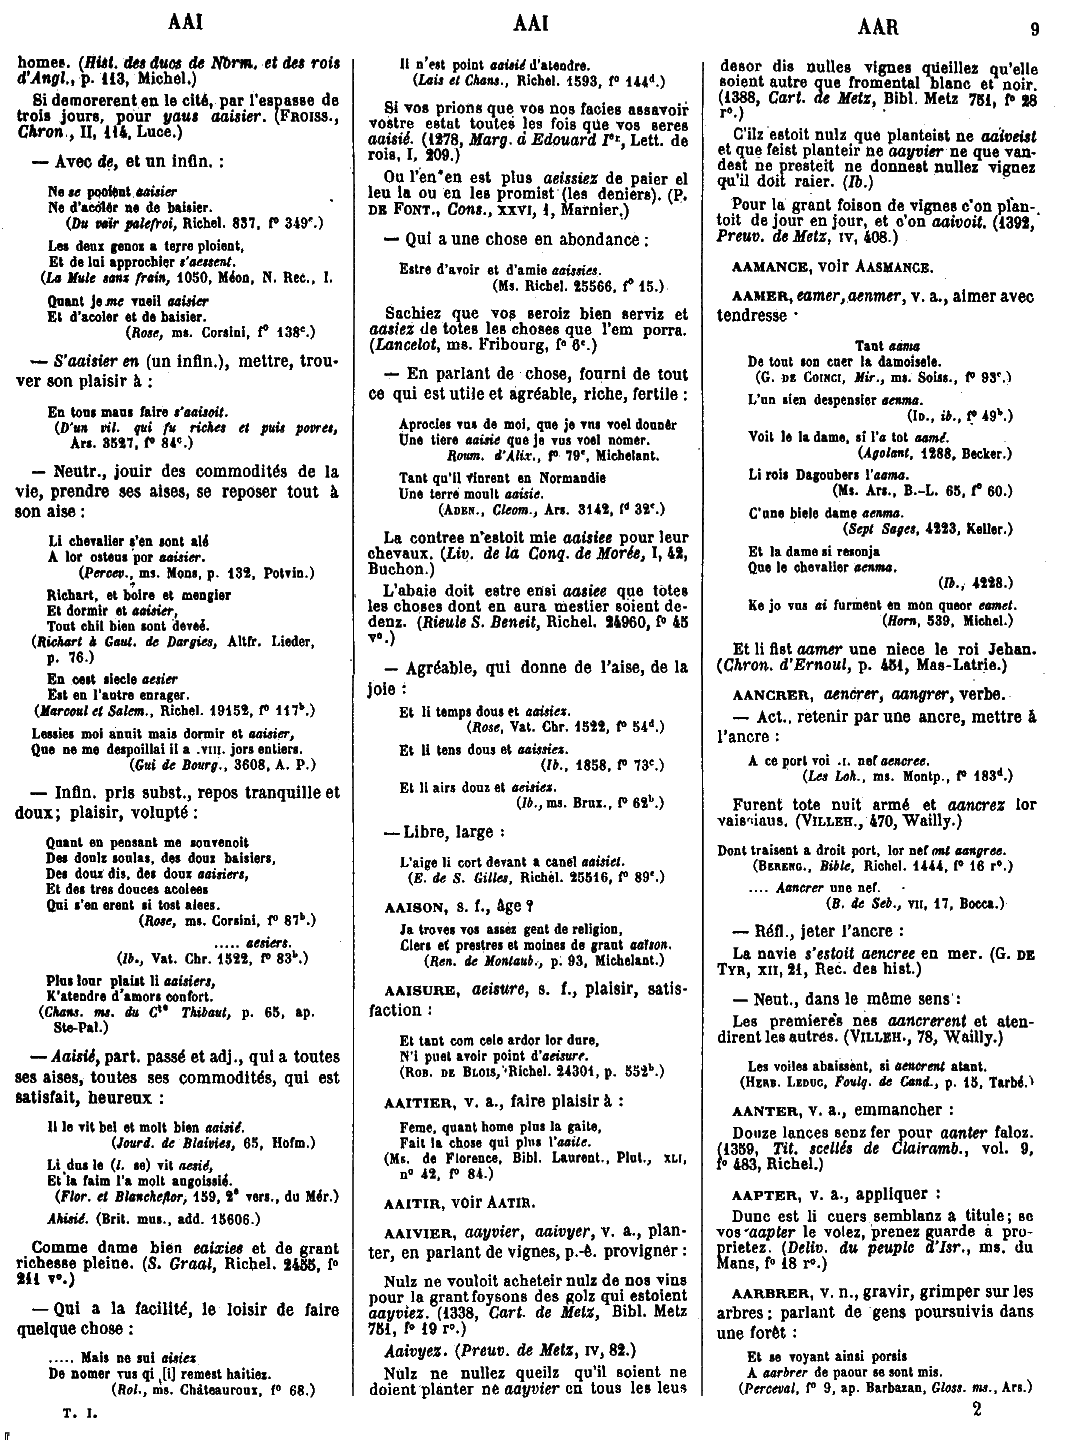 AAI
AAI
AAR
9
homes. (Hist. des ducs de Norm. et des rois
d'Angl., p. 113, Michel.)
Si demorerent en le cité, par l'espasse de
trois jours, pour yaus aaisier. (FROISS.,
Chron., II, 114, Luce.)
— Avec de, et un infin. :
Ne se pooient aaisier
Ne d'acoler ne de baisier.
(Du vair palefroi, Richel. 837, f° 349c.)
Les deux genox a terre ploient,
Et de lui approchier s'aessent.
(La Mule sanz frain, 1050, Méon, N. Rec., I.
Quant je me vueil aaisier
Et d'acoler et de baisier.
(Rose, ms. Corsini, f° 138c.)
— S'aaisier en (un infin.), mettre, trou-
ver son plaisir à :
En tous maus faire s'aaisoit.
(D'un vil. qui fu riches et puis povres,
Ars. 3527, f° 84c.)
— Neutr., jouir des commodités de la
vie, prendre ses aises, se reposer tout à
son aise :
Li chevalier s'en sont alé
A lor osteus por aaisier.
(Percev., ms. Mons, p. 132, Potvin.)
Richart, et boire et mengier
Et dormir et aaisier,
Tout chil bien sont deveé.
(Richart à Gaut. de Dargies, Altfr. Lieder,
p. 76.)
En cest siecle aesier
Est en l'autre enrager.
(Marcoul et Salem., Richel. 19152, f° 117b.)
Lessies moi anuit mais dormir et aaisier,
Que ne me despoillai il a .VIII. jors entiers.
(Gui de Bourg., 3608, A. P.)
— Infin. pris subst., repos tranquille et
doux; plaisir, volupté :
Quant en pensant me souvenoit
Des doulz soulas, des doux baisiers,
Des doux dis, des doux aaisiers,
Et des tres douces acolees
Qui s'en erent si tost alees.
(Rose, ms. Corsini, f° 87b.)
..... aesiers.
(Ib., Vat. Chr. 1522, f° 83b.)
Plus lour plaist li aaisiers,
K'atendre d'amors confort.
(Chans. ms. du Cte Thibaut, p. 65, ap.
Ste-Pal.)
— Aaisié, part. passé et adj., qui a toutes
ses aises, toutes ses commodités, qui est
satisfait, heureux :
Il le vit bel et molt bien aaisié.
(Jourd. de Blaivies, 65, Hofm.)
Li dus le (l. se) vit aesié,
Et la faim l'a molt angoissié.
(Flor. et Blancheflor, 159, 2e vers., du Mér.)
Ahisié. (Brit. mus., add. 15606.)
Comme dame bien eaixies et de grant
richesse pleine. (S. Graal, Richel. 2455, f°
211 v°.)
— Qui a la facilité, le loisir de faire
quelque chose :
..... Mais ne sui aisiez
De nomer vus qi [i] remest haitiez.
(Rol., ms. Châteauroux, f° 68.)
T. I.
Il n'est point aaisié d'atendre.
(Lais et Chans., Richel. 1593, f° 144d.)
Si vos prions que vos nos facies assavoir
vostre estat toutes les fois que vos seres
aaisié. (1278, Marg. à Edouard Ier, Lett. de
rois, I, 209.)
Ou l'en en est plus aeissiez de paier el
leu la ou en les promist (les deniers). (P.
DE FONT., Cons., XXVI, 1, Marnier.)
— Qui a une chose en abondance :
Estre d'avoir et d'amie aaissies.
(Ms. Richel. 25566, f° 15.)
Sachiez que vos seroiz bien serviz et
aasiez de totes les choses que l'em porra.
(Lancelot, ms. Fribourg, f° 6c.)
— En parlant de chose, fourni de tout
ce qui est utile et agréable, riche, fertile :
Aprocies vus de moi, que je vus voel donner
Une tiere aaisie que je vus voel nomer.
Roum. d'Alix., f° 79c, Michelant.
Tant qu'il vinrent en Normandie
Une terre moult aaisie.
(ADEN., Cleom., Ars. 3142, f° 32c.)
La contree n'estoit mie aaisiee pour leur
chevaux. (Liv. de la Conq. de Morée, I, 42,
Buchon.)
L'abaie doit estre ensi aasiee que totes
les choses dont en aura mestier soient de-
denz. (Rieule S. Beneit, Richel. 24960, f° 45
v°.)
— Agréable, qui donne de l'aise, de la
joie :
Et li temps dous et aaisiez.
(Rose, Vat. Chr. 1522, f° 54d.)
Et li tens dous et aaissiez.
(Ib., 1858, f° 73c.)
Et li airs douz et aeisiez.
(Ib., ms. Brux., f° 62b.)
— Libre, large :
L'aige li cort devant a canel aaisiet.
(E. de S. Gilles, Richel. 25516, f° 89c.)
AAISON, s. f., âge ?
Ja troves vos assez gent de religion,
Clers et prestres et moines de grant aaison.
(Ren. de Montaub., p. 93, Michelant.)
AAISURE, aeisure, s. f., plaisir, satis-
faction :
Et tant com cele ardor lor dure,
N'i puet avoir point d'aeisure.
(ROB. DE BLOIS, Richel. 24301, p. 552b.)
AAITIER, v. a., faire plaisir à :
Feme, quant home plus la gaite,
Fait la chose qui plus l'aaite.
(Ms. de Florence, Bibl. Laurent., Plut., XLI,
n° 42, f° 84.)
AAITIR, voir AATIR.
AAIVIER, aayvier, aaivyer, v. a., plan-
ter, en parlant de vignes, p.-ê. provigner :
Nulz ne vouloit acheteir nulz de nos vins
pour la grant foysons des golz qui estoient
aayviez. (1338, Cart. de Metz, Bibl. Metz
751, f° 19 r°.)
Aaivyez. (Preuv. de Metz, IV, 82.)
Nulz ne nullez queilz qu'il soient ne
doient planter ne aayvier en tous les leus
desor dis nulles vignes queillez qu'elle
soient autre que fromental blanc et noir.
(1388, Cart. de Metz, Bibl. Metz 751, f° 28
r°.)
C'ilz estoit nulz que planteist ne aaiveist
et que feist planteir ne aayvier ne que van-
dest ne presteit ne donnest nullez vignez
qu'il doit raier. (Ib.)
Pour la grant foison de vignes c'on plan-
toit de jour en jour, et c'on aaivoit. (1392,
Preuv. de Metz, IV, 408.)
AAMANCE, voir AASMANCE.
AAMER, eamer, aenmer, v. a., aimer avec
tendresse
Tant aama
De tout son cuer la damoisele.
(G. DE COINCI, Mir., ms. Soiss., f° 93c.)
L'un sien despensier aenma.
(ID., ib., f° 49b.)
Voit le la dame, si l'a tot aamé.
(Agolant, 1288, Becker.)
Li rois Dagoubers l'aama.
(Ms. Ars., B.-L. 65, f° 60.)
C'une biele dame aenma.
(Sept Sages, 4223, Keller.)
Et la dame si resonja
Que le chevalier aenma.
(Ib., 4228.)
Ke jo vus ai furment en mon queor eamet.
(Horn, 539, Michel.)
Et li fist aamer une niece le roi Jehan.
(Chron. d'Ernoul, p. 451, Mas-Latrie.)
AANCRER, aencrer, aangrer, verbe.
— Act., retenir par une ancre, mettre à
l'ancre :
A ce port voi .I. nef aencree.
(Les Loh., ms. Montp., f° 183d.)
Furent tote nuit armé et aancrez lor
vaissiaus. (VILLEH., 470, Wailly.)
Dont traisent a droit port, lor nef ont aangree.
(BERENG., Bible, Richel. 1444, f° 16 r°.)
.... Aancrer une nef.
(B. de Seb., VII, 17, Bocca.)
— Réfl., jeter l'ancre :
La navie s'estoit aencree en mer. (G. DE
TYR, XII, 21, Rec. des hist.)
— Neut., dans le même sens :
Les premieres nes aancrerent et aten-
dirent les autres. (VILLEH., 78, Wailly.)
Les voiles abaissent, si aencrent atant.
(HERB. LEDUC, Foulq. de Cand., p. 15, Tarbé.)
AANTER, v. a., emmancher :
Douze lances senz fer pour aanter faloz.
(1359, Tit. scellés de Clairamb., vol. 9,
f° 483, Richel.)
AAPTER, v. a., appliquer :
Dunc est li cuers semblanz a titule; se
vos aapter le volez, prenez guarde a pro-
prietez. (Deliv. du peuple d'Isr., ms. du
Mans, f° 18 r°.)
AARBRER, v. n., gravir, grimper sur les
arbres; parlant de gens poursuivis dans
une forêt :
Et se voyant ainsi porsis
A aarbrer de paour se sont mis.
(Perceval, f° 9, ap. Barbazan, Gloss. ms., Ars.)
2